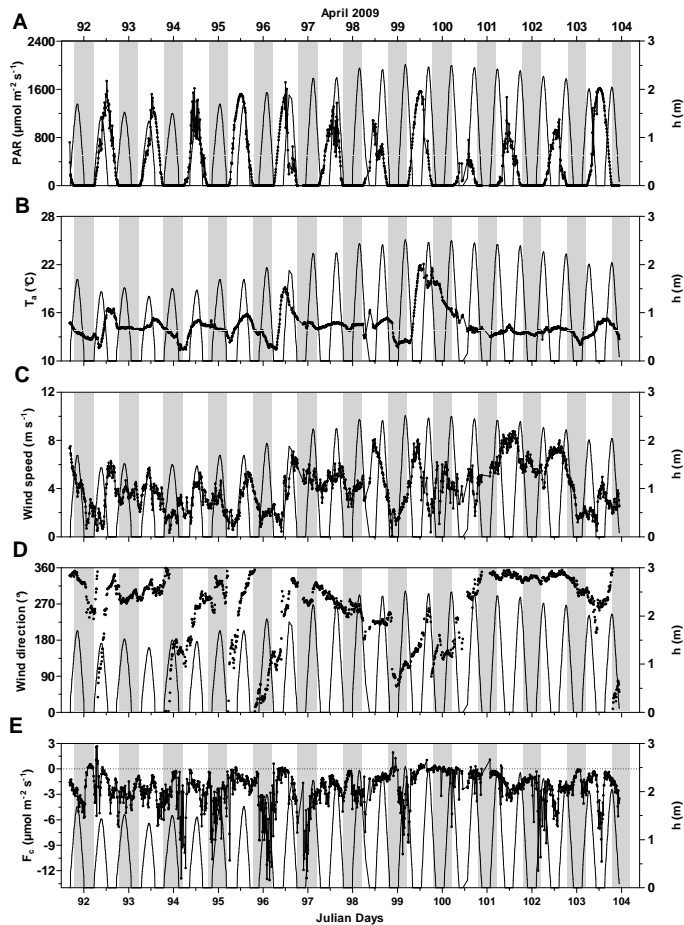 April 2009
92 93 94 95 96 97 98 99 100 101 102 103 104
A
2400
1600
800
0
PAR (µmol m⁻² s⁻¹)
3
2
1
0
h (m)
B
28
22
16
10
Tₐ (°C)
3
2
1
0
h (m)
C
12
8
4
0
Wind speed (m s⁻¹)
3
2
1
0
h (m)
D
360
270
180
90
0
Wind direction (°)
3
2
1
0
h (m)
E
3
0
-3
-6
-9
-12
F_c (µmol m⁻² s⁻¹)
3
2
1
0
h (m)
92 93 94 95 96 97 98 99 100 101 102 103 104
Julian Days